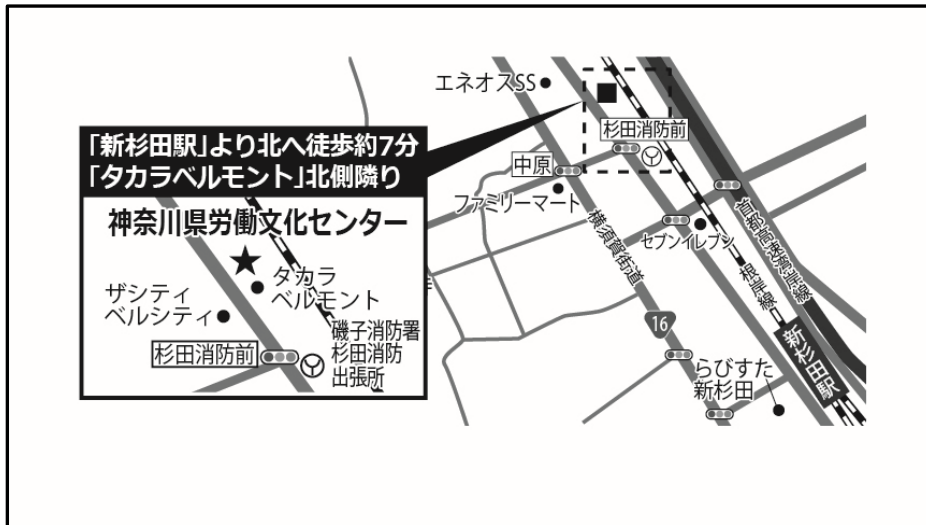 エネオスSS
「新杉田駅」より北へ徒歩約7分
「タカラベルモント」北側隣り
杉田消防前
中原
ファミリーマート
神奈川県労働文化センター
タカラ
ベルモント
ザシティ
ベルシティ
磯子消防署
杉田消防
出張所
杉田消防前
横須賀街道
16
セブンイレブン
首都高速湾岸線
根岸線
新杉田駅
らびすた
新杉田